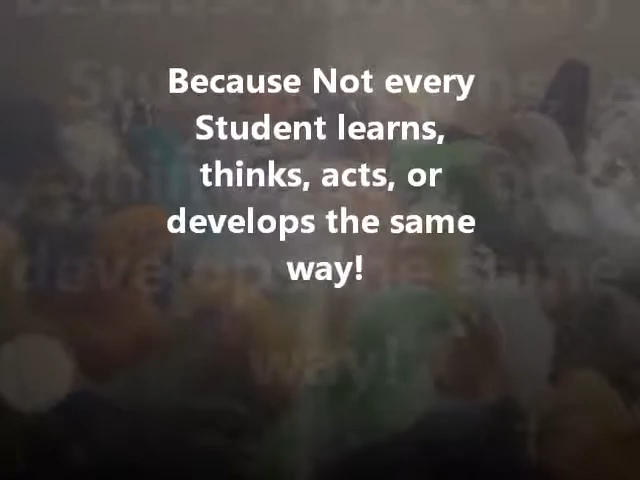 Because Not every
Student learns,
thinks, acts, or
develops the same
way!